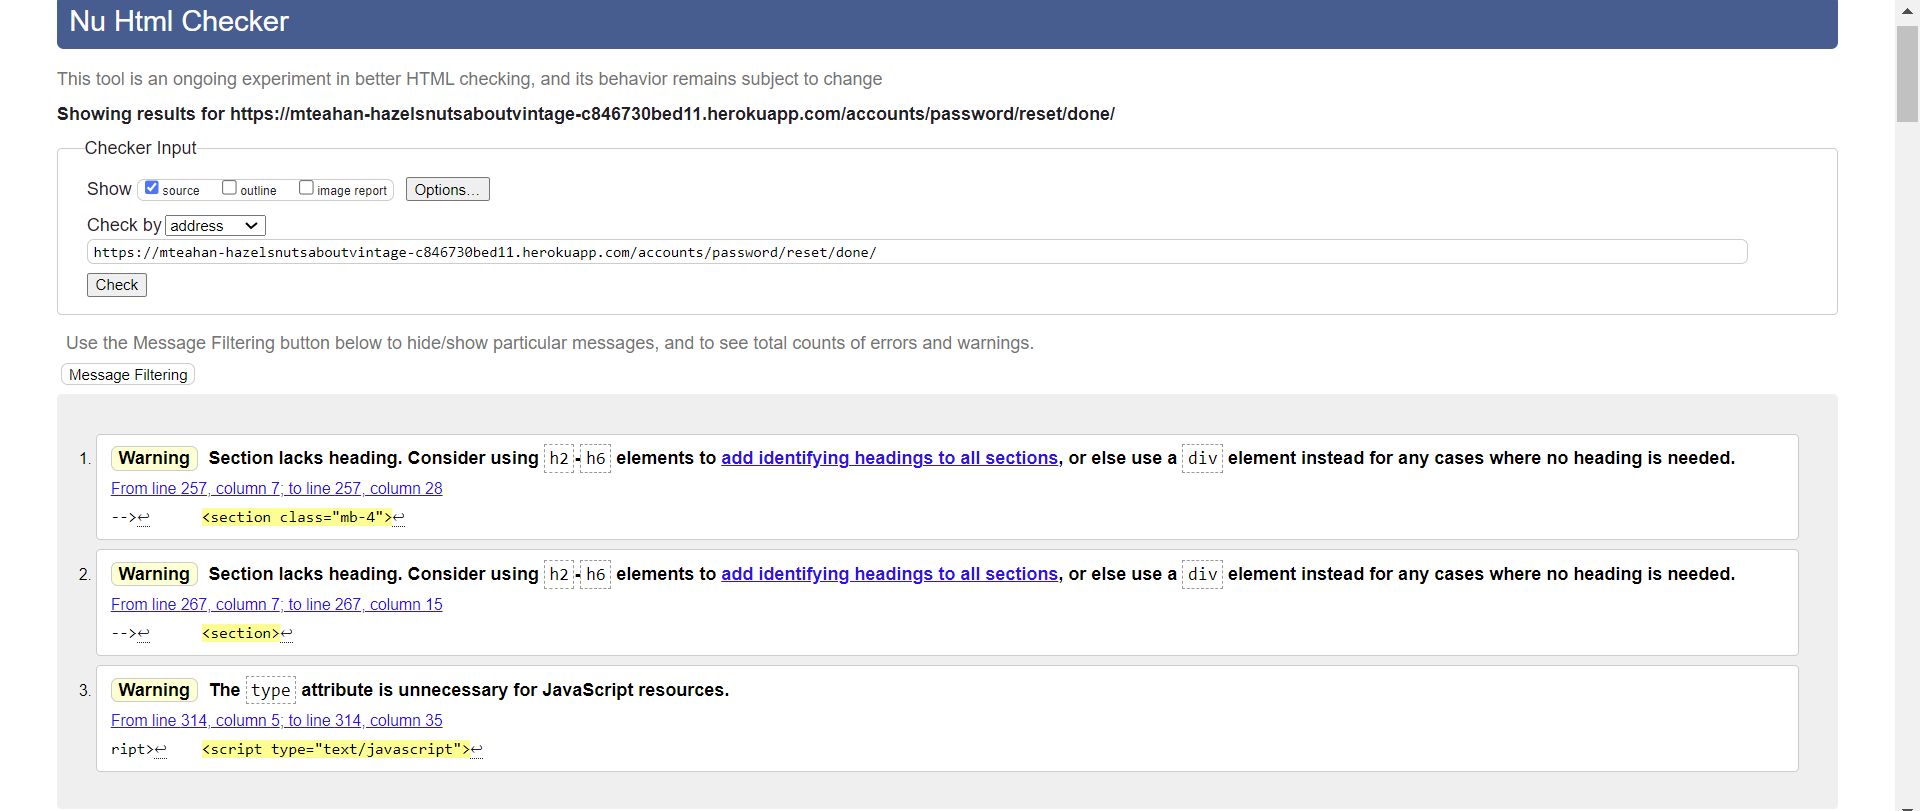 Nu Html Checker
This tool is an ongoing experiment in better HTML checking, and its behavior remains subject to change
Showing results for https://mteahan-hazelsnutsaboutvintage-c846730bed11.herokuapp.com/accounts/password/reset/done/
Checker Input
Show source outline image report Options...
Check by address
https://mteahan-hazelsnutsaboutvintage-c846730bed11.herokuapp.com/accounts/password/reset/done/
Check
Use the Message Filtering button below to hide/show particular messages, and to see total counts of errors and warnings.
Message Filtering
1. Warning Section lacks heading. Consider using h2-h6 elements to add identifying headings to all sections, or else use a div element instead for any cases where no heading is needed.
From line 257, column 7; to line 257, column 28
-->↩ <section class="mb-4">↩
2. Warning Section lacks heading. Consider using h2-h6 elements to add identifying headings to all sections, or else use a div element instead for any cases where no heading is needed.
From line 267, column 7; to line 267, column 15
-->↩ <section>↩
3. Warning The type attribute is unnecessary for JavaScript resources.
From line 314, column 5; to line 314, column 35
ript>↩ <script type="text/javascript">↩